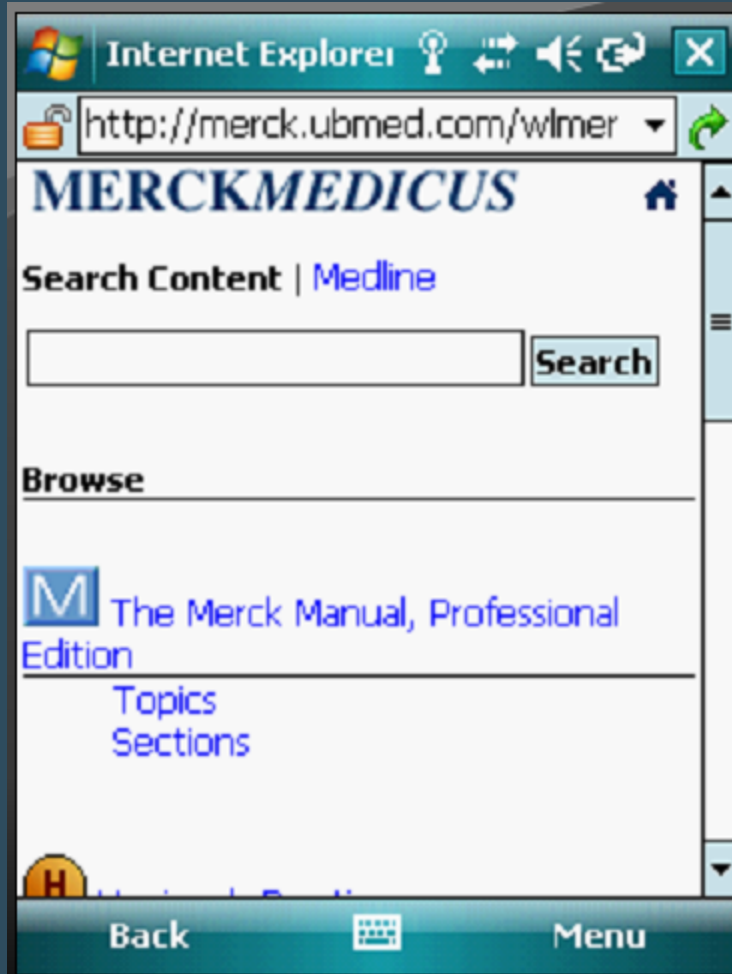 Internet Explorer
http://merck.ubmed.com/wlmer
MERCKMEDICUS
Search Content | Medline
Search
Browse
M The Merck Manual, Professional
Edition
Topics
Sections
H
Back Menu